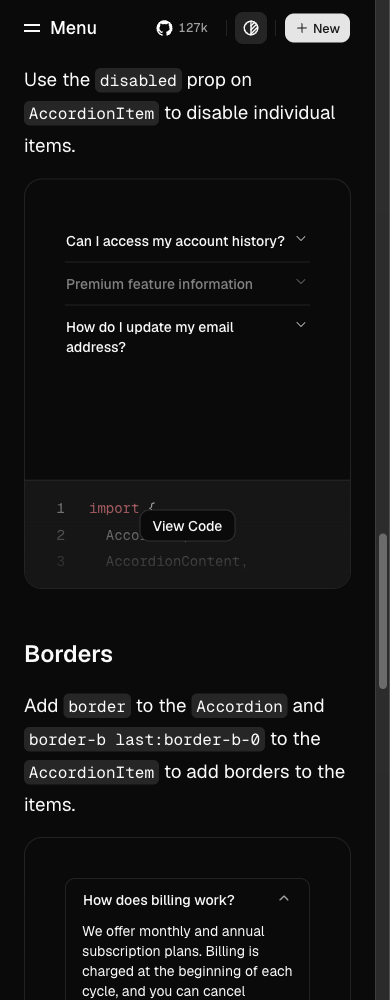 Menu 127k + New
Use the disabled prop on
AccordionItem to disable individual
items.
Can I access my account history?
Premium feature information
How do I update my email
address?
1 import {
2
View Code
3 AccordionContent,
Borders
Add border to the Accordion and
border-b last:border-b-0 to the
AccordionItem to add borders to the
items.
How does billing work?
We offer monthly and annual
subscription plans. Billing is
charged at the beginning of each
cycle, and you can cancel